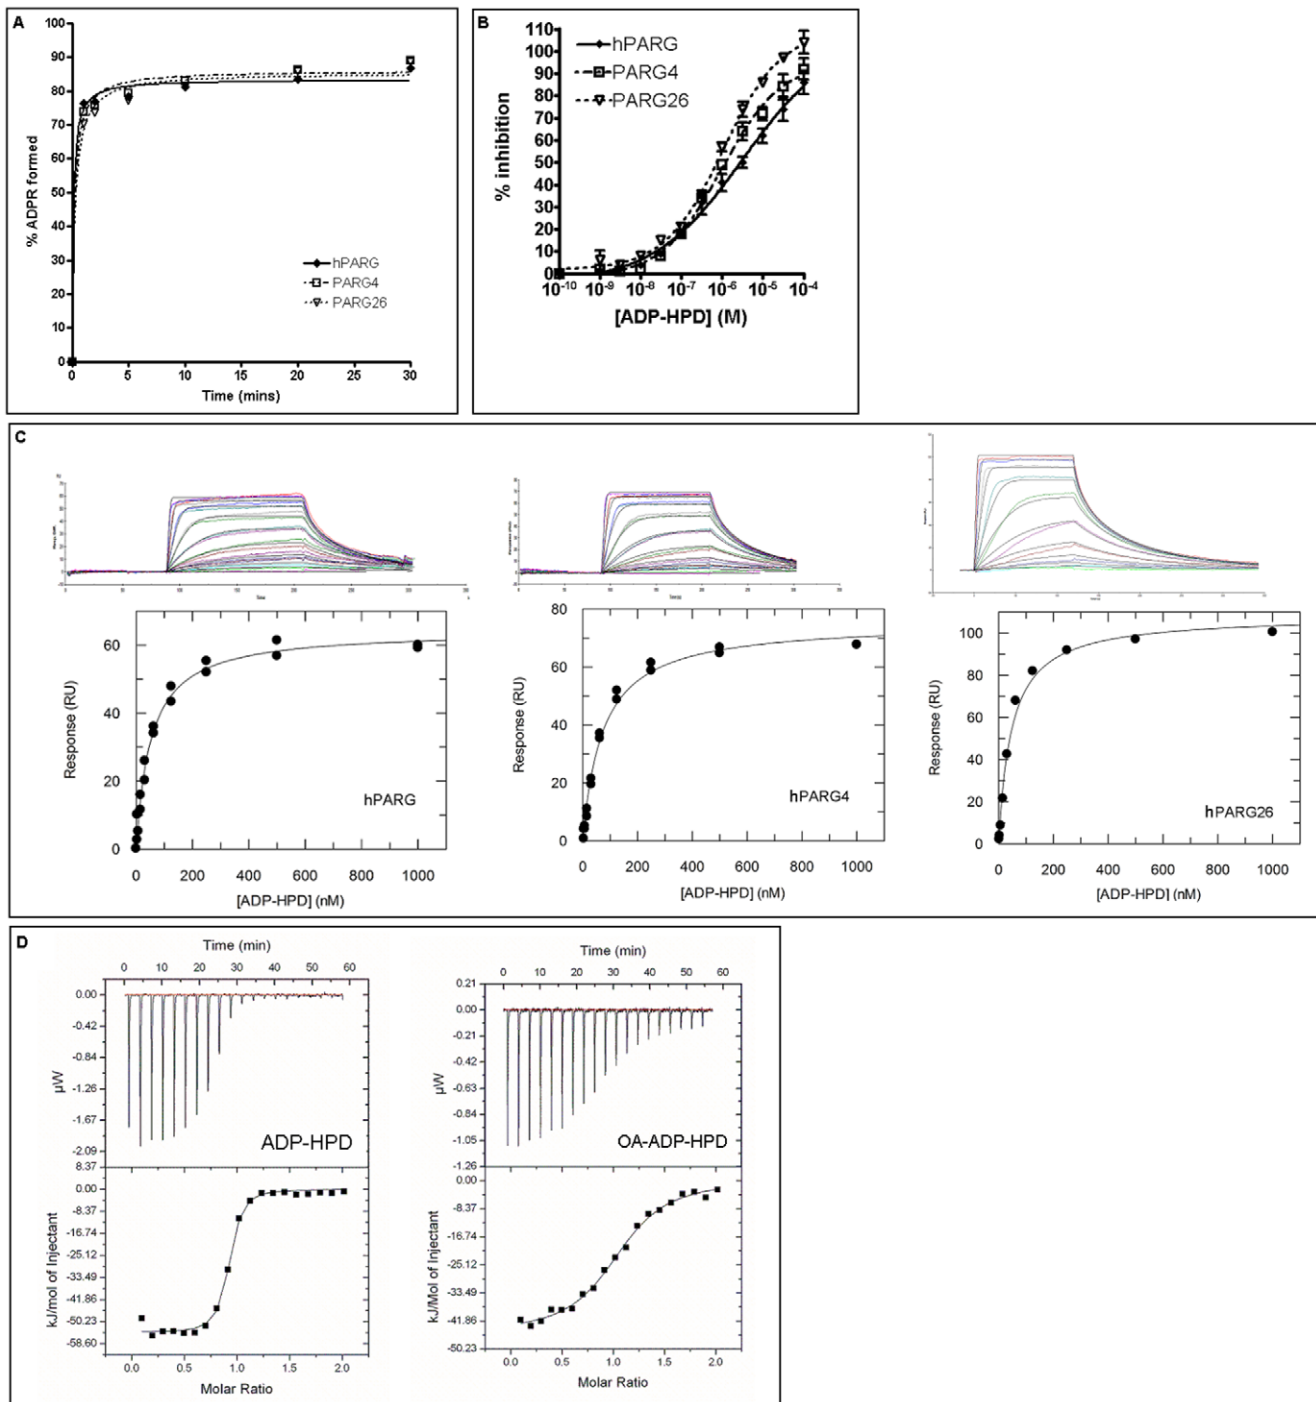 A
100
90
80
70
60
50
40
30
20
10
0
% ADPR formed
hPARG
PARG4
PARG26
0 5 10 15 20 25 30
Time (mins)
B
110
100
90
80
70
60
50
40
30
20
10
0
% inhibition
hPARG
PARG4
PARG26
10-10 10-9 10-8 10-7 10-6 10-5 10-4
[ADP-HPD] (M)
C
60
40
20
0
Response (RU)
hPARG
0 200 400 600 800 1000
[ADP-HPD] (nM)
80
60
40
20
0
Response (RU)
hPARG4
0 200 400 600 800 1000
[ADP-HPD] (nM)
100
80
60
40
20
0
Response (RU)
hPARG26
0 200 400 600 800 1000
[ADP-HPD] (nM)
D
Time (min)
0 10 20 30 40 50 60
0.00
-0.42
-0.84
-1.26
-1.67
-2.09
8.37
µW
ADP-HPD
0.00
-8.37
-16.74
-25.12
-33.49
-41.86
-50.23
-58.60
kJ/mol of Injectant
0.0 0.5 1.0 1.5 2.0
Molar Ratio
Time (min)
0 10 20 30 40 50 60
0.21
0.00
-0.21
-0.42
-0.63
-0.84
-1.05
-1.26
µW
OA-ADP-HPD
0.00
-8.37
-16.74
-25.12
-33.49
-41.86
-50.23
kJ/Mol of Injectant
0.0 0.5 1.0 1.5 2.0
Molar Ratio